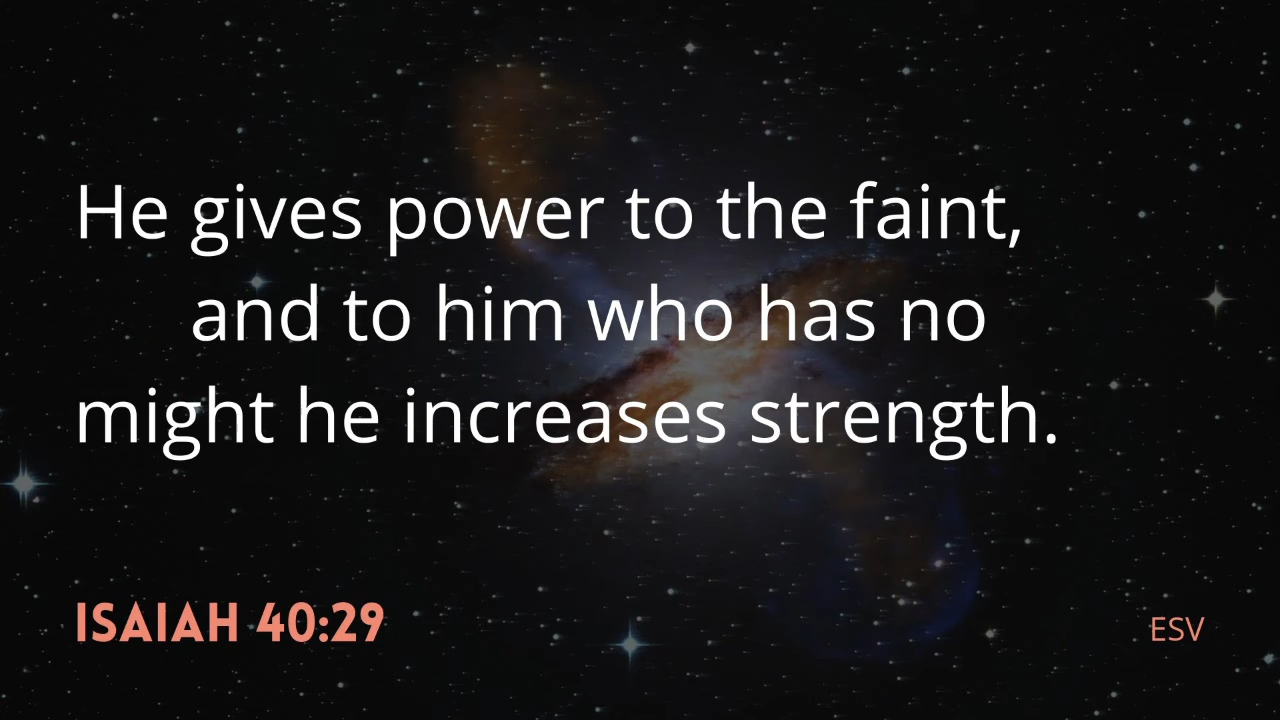 He gives power to the faint,
and to him who has no
might he increases strength.
ISAIAH 40:29
ESV